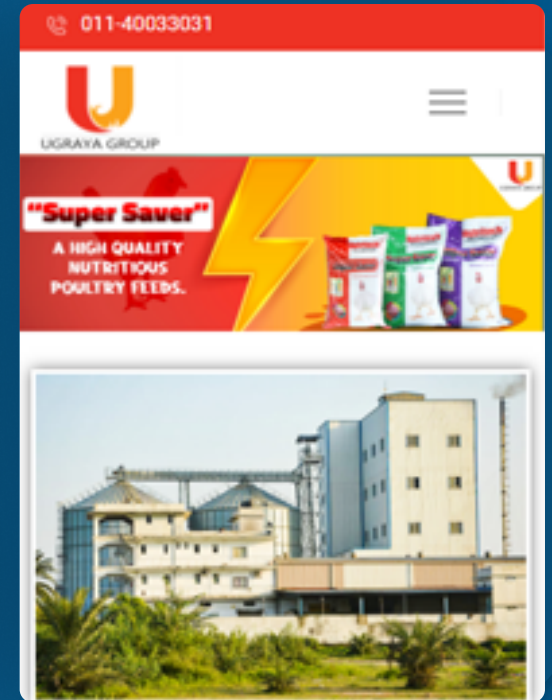 011-40033031
UGRAYA GROUP
"Super Saver"
A HIGH QUALITY
NUTRITIOUS
POULTRY FEEDS.